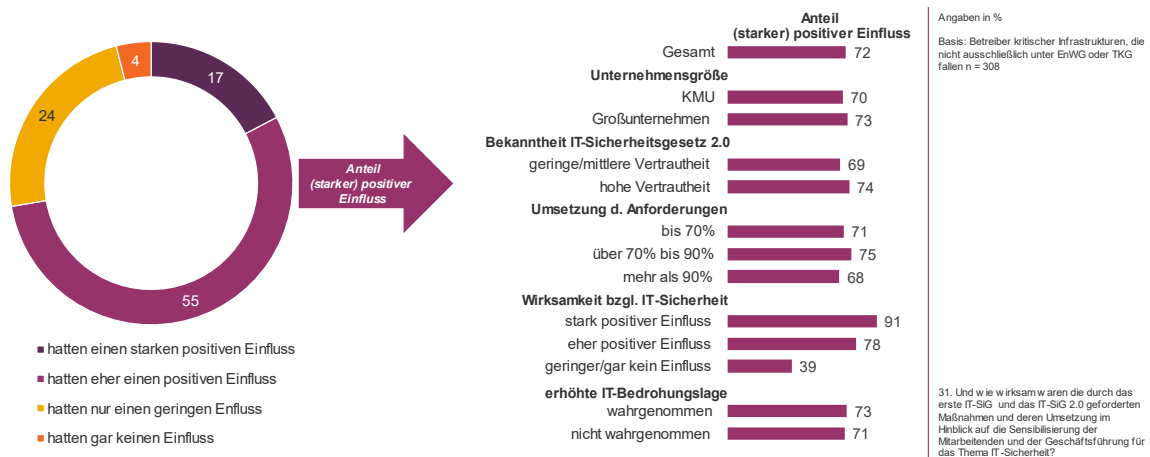 4
17
24
55
hatten einen starken positiven Einfluss
hatten eher einen positiven Einfluss
hatten nur einen geringen Enfluss
hatten gar keinen Einfluss
Anteil
(starker) positiver
Einfluss
Anteil
(starker) positiver Einfluss
Gesamt 72
Unternehmensgröße
KMU 70
Großunternehmen 73
Bekanntheit IT-Sicherheitsgesetz 2.0
geringe/mittlere Vertrautheit 69
hohe Vertrautheit 74
Umsetzung d. Anforderungen
bis 70% 71
über 70% bis 90% 75
mehr als 90% 68
Wirksamkeit bzgl. IT-Sicherheit
stark positiver Einfluss 91
eher positiver Einfluss 78
geringer/gar kein Einfluss 39
erhöhte IT-Bedrohungslage
wahrgenommen 73
nicht wahrgenommen 71
Angaben in %
Basis: Betreiber kritischer Infrastrukturen, die
nicht ausschließlich unter EnWG oder TKG
fallen n = 308
31. Und wie wirksam waren die durch das
erste IT-SiG und das IT-SiG 2.0 geforderten
Maßnahmen und deren Umsetzung im
Hinblick auf die Sensibilisierung der
Mitarbeitenden und der Geschäftsführung für
das Thema IT-Sicherheit?